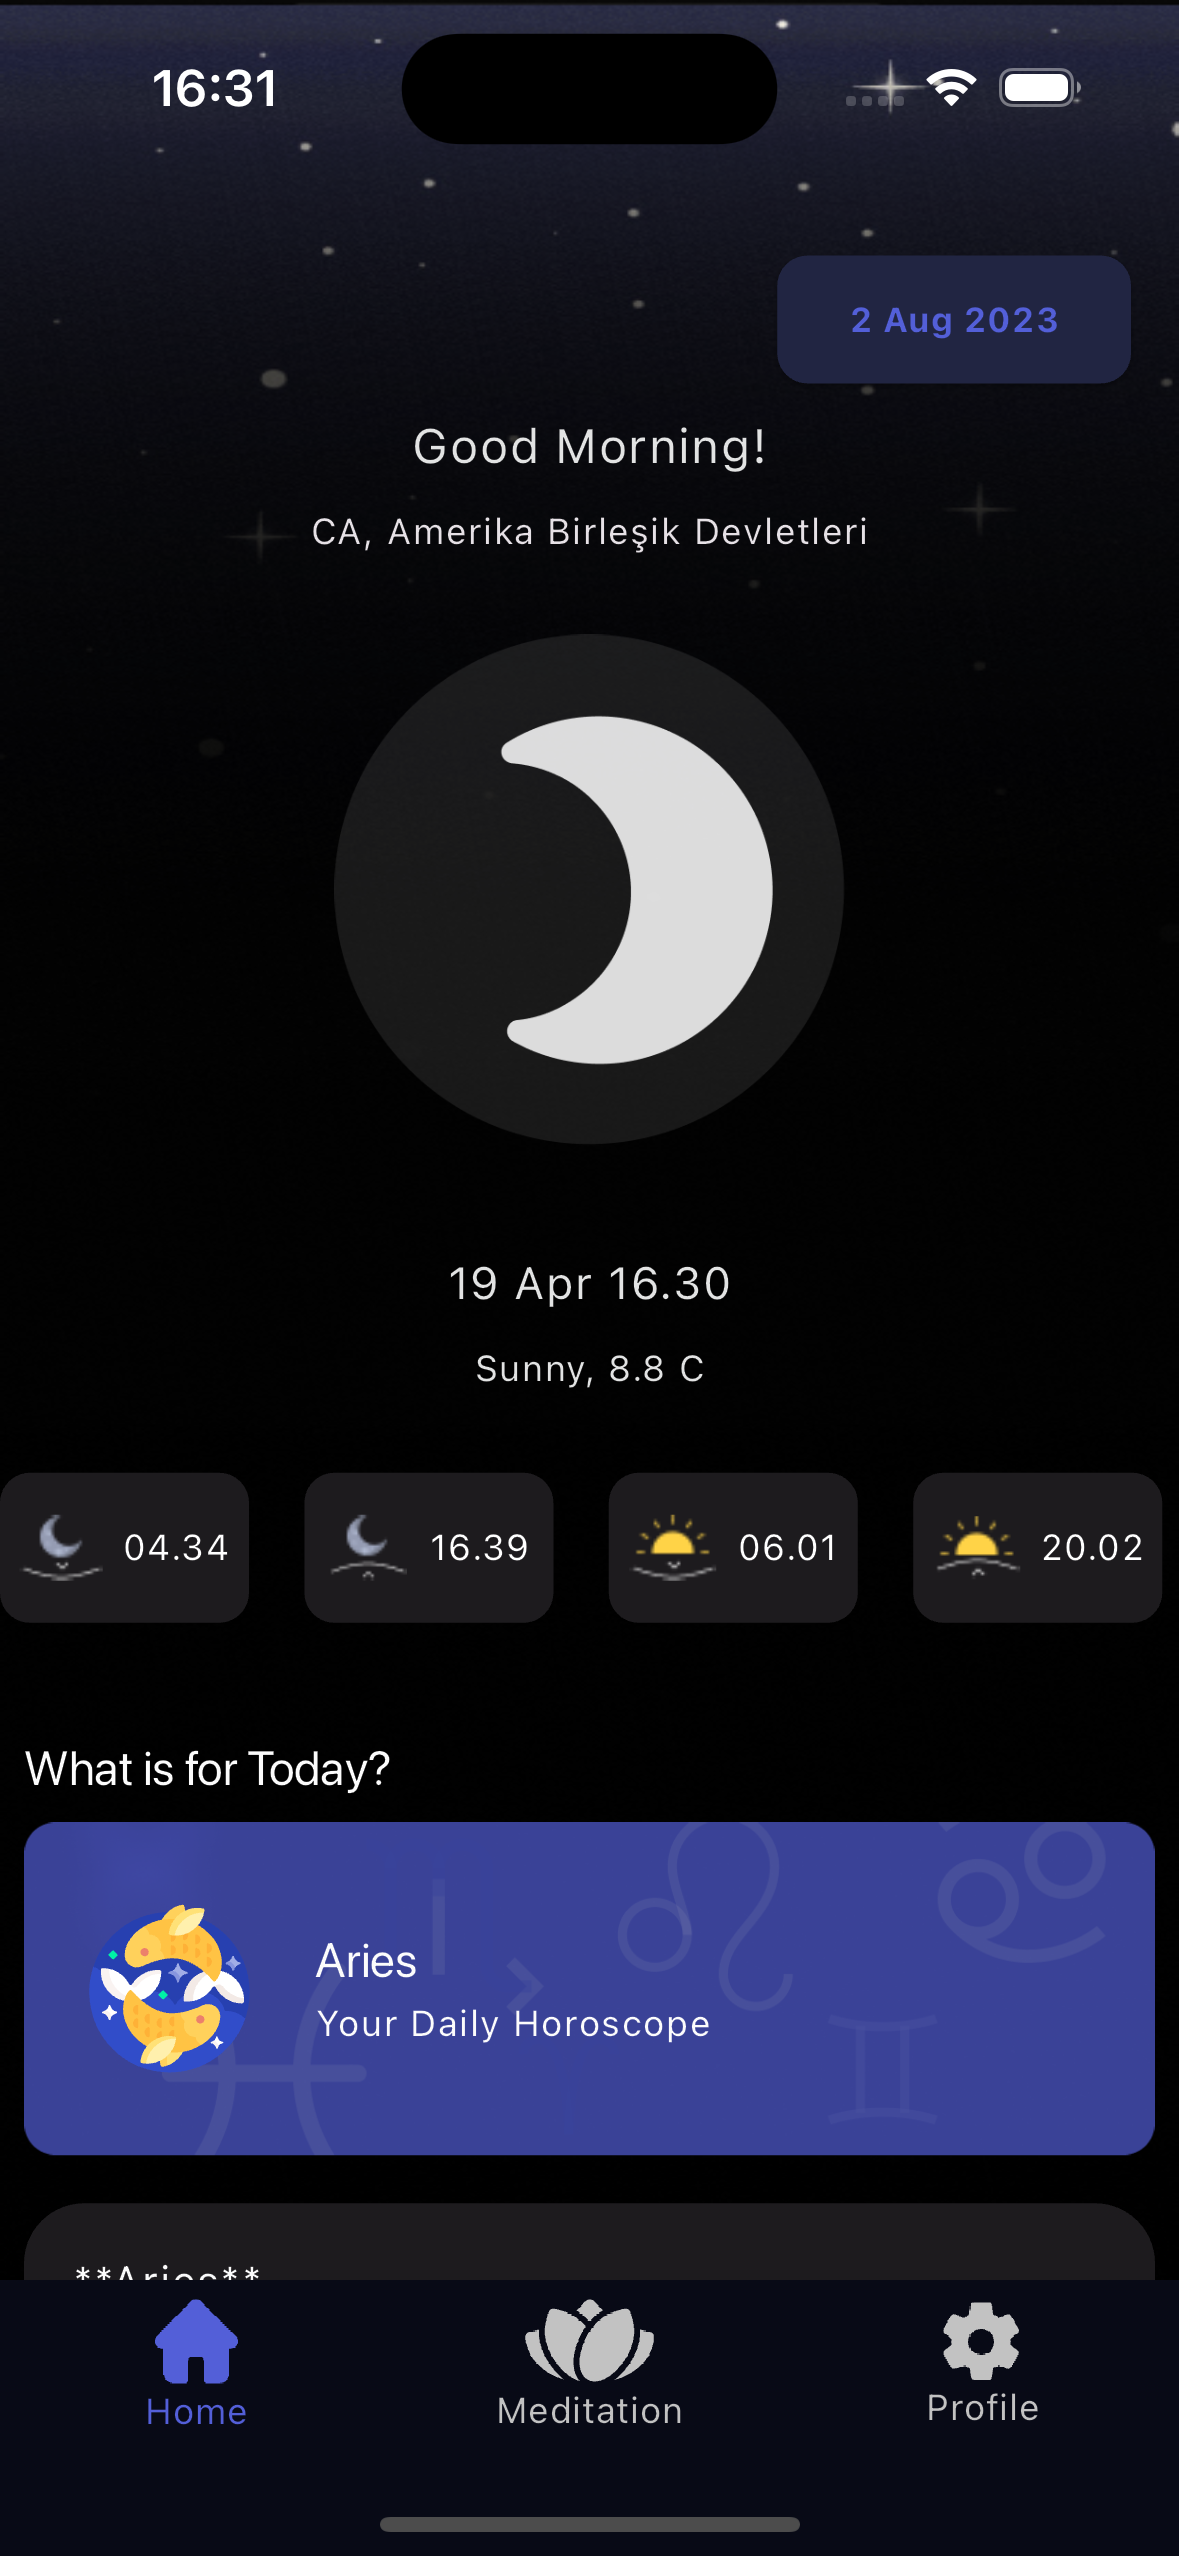 16:31
2 Aug 2023
Good Morning!
CA, Amerika Birleşik Devletleri
19 Apr 16.30
Sunny, 8.8 C
04.34
16.39
06.01
20.02
What is for Today?
Aries
Your Daily Horoscope
**Aries**
Home
Meditation
Profile